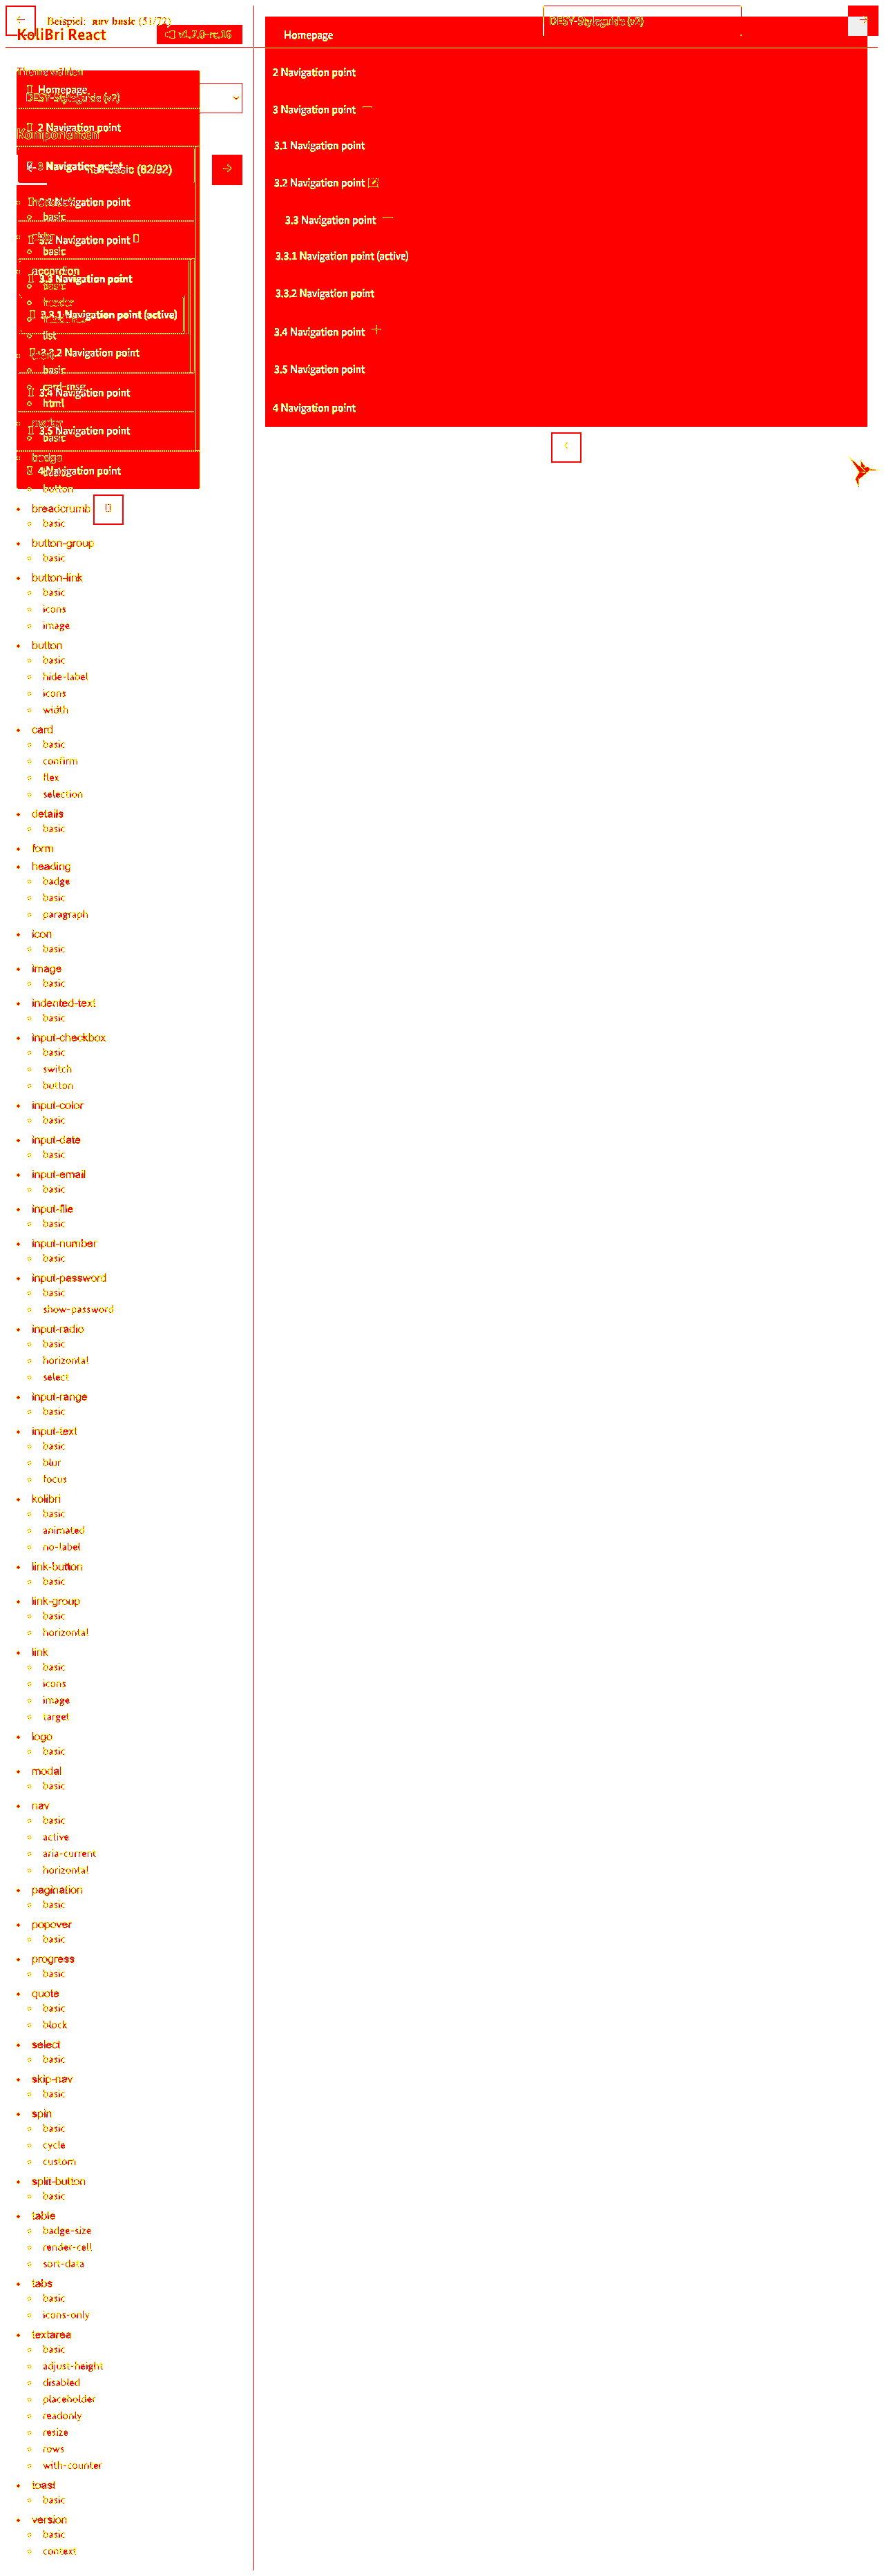 Beispiel: nav basic (51/72)
DESY-Styleguide (v2)
KoliBri React
v1.7.0-rc.16
Theme wählen
DESY-Styleguide (v2)
Komponenten
nav basic (62/92)
Homepage
2 Navigation point
3 Navigation point
3.1 Navigation point
3.2 Navigation point
3.3 Navigation point
3.3.1 Navigation point (active)
3.3.2 Navigation point
3.4 Navigation point
3.5 Navigation point
4 Navigation point
Homepage
2 Navigation point
3 Navigation point
3.1 Navigation point
3.2 Navigation point
3.3 Navigation point
3.3.1 Navigation point (active)
3.3.2 Navigation point
3.4 Navigation point
3.5 Navigation point
4 Navigation point
basic
basic
accordion
basic
header
list
basic
card-msg
html
basic
badge
button
breadcrumb
basic
button-group
basic
button-link
basic
icons
image
button
basic
hide-label
icons
width
card
basic
confirm
flex
selection
details
basic
form
heading
badge
basic
paragraph
icon
basic
image
basic
indented-text
basic
input-checkbox
basic
switch
button
input-color
basic
input-date
basic
input-email
basic
input-file
basic
input-number
basic
input-password
basic
show-password
input-radio
basic
horizontal
select
input-range
basic
input-text
basic
blur
focus
kolibri
basic
animated
no-label
link-button
basic
link-group
basic
horizontal
link
basic
icons
image
target
logo
basic
modal
basic
nav
basic
active
aria-current
horizontal
pagination
basic
popover
basic
progress
basic
quote
basic
block
select
basic
skip-nav
basic
spin
basic
cycle
custom
split-button
basic
table
badge-size
render-cell
sort-data
tabs
basic
icons-only
textarea
basic
adjust-height
disabled
placeholder
readonly
resize
rows
with-counter
toast
basic
version
basic
context